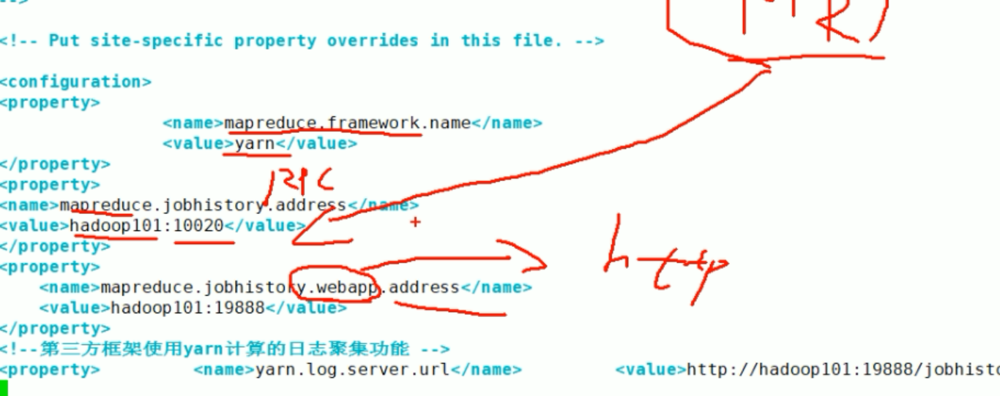 -->
MR)
<!-- Put site-specific property overrides in this file. -->
<configuration>
<property>
<name>mapreduce.framework.name</name>
<value>yarn</value>
</property>
<property>
RPC
<name>mapreduce.jobhistory.address</name>
<value>hadoop101:10020</value>
</property>
<property>
http
<name>mapreduce.jobhistory.webapp.address</name>
<value>hadoop101:19888</value>
</property>
<!--第三方框架使用yarn计算的日志聚集功能 -->
<property> <name>yarn.log.server.url</name> <value>http://hadoop101:19888/jobhisto